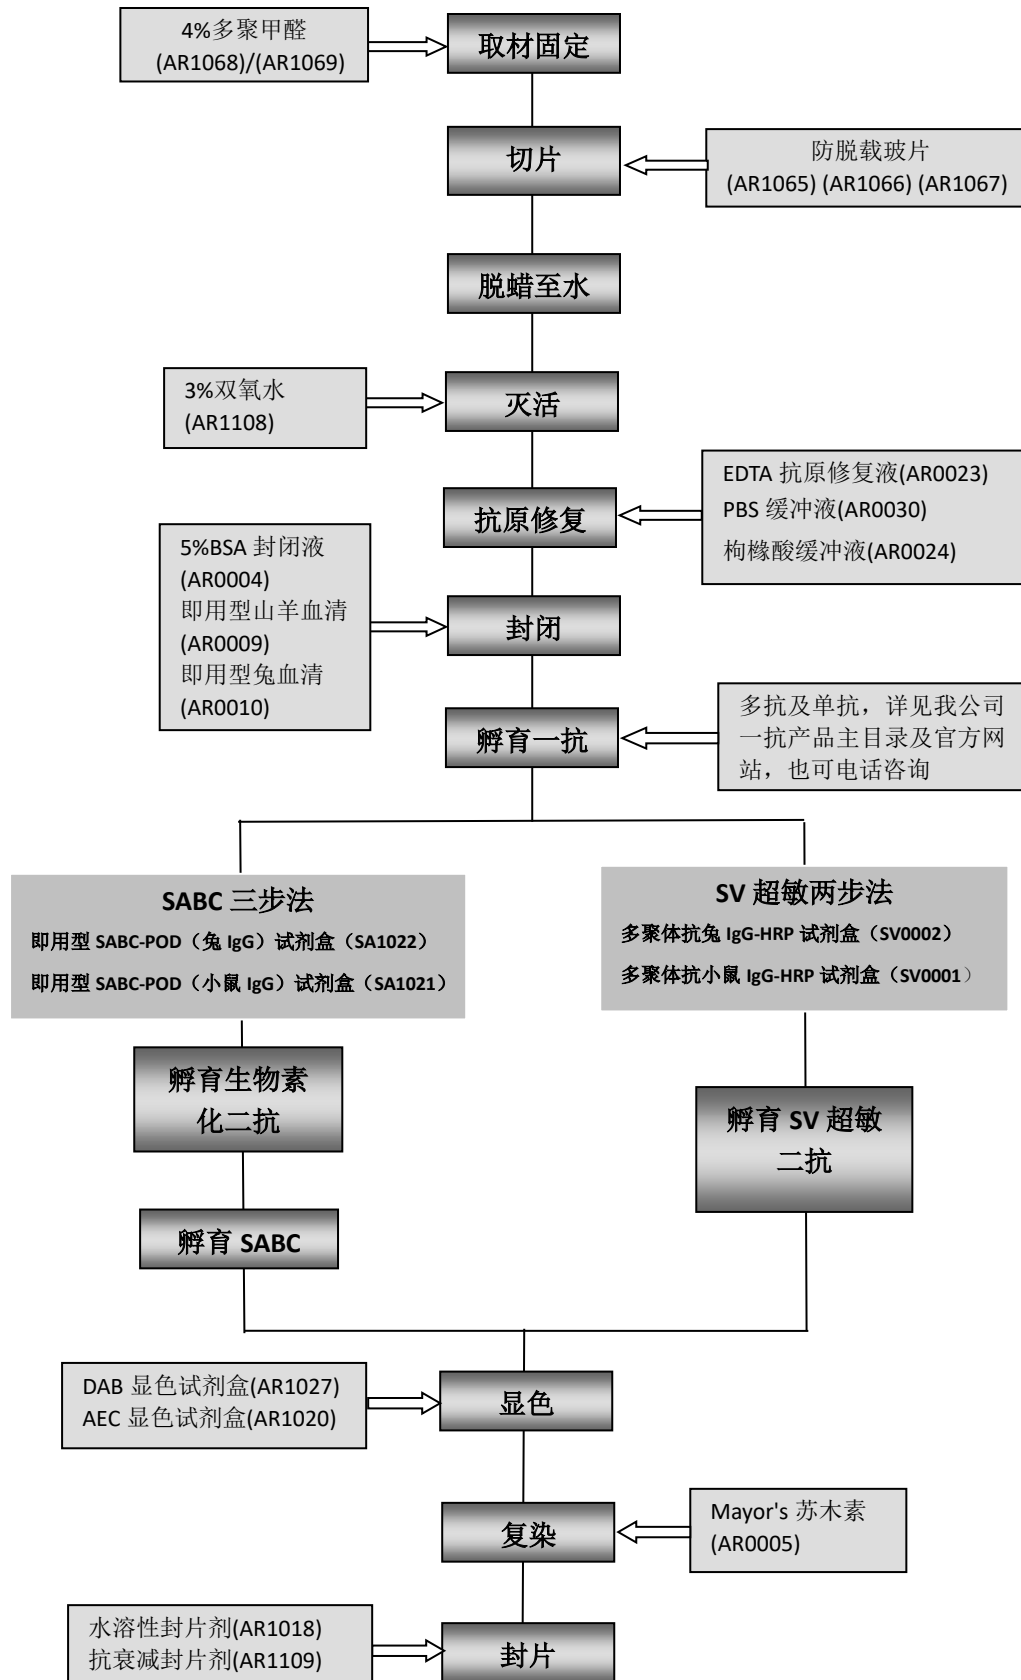 4%多聚甲醛
(AR1068)/(AR1069)
取材固定
切片
防脱载玻片
(AR1065) (AR1066) (AR1067)
脱蜡至水
3%双氧水
(AR1108)
灭活
抗原修复
EDTA 抗原修复液(AR0023)
PBS 缓冲液(AR0030)
枸橼酸缓冲液(AR0024)
5%BSA 封闭液
(AR0004)
即用型山羊血清
(AR0009)
即用型兔血清
(AR0010)
封闭
孵育一抗
多抗及单抗，详见我公司
一抗产品主目录及官方网
站，也可电话咨询
SABC 三步法
即用型 SABC-POD（兔 IgG）试剂盒（SA1022）
即用型 SABC-POD（小鼠 IgG）试剂盒（SA1021）
SV 超敏两步法
多聚体抗兔 IgG-HRP 试剂盒（SV0002）
多聚体抗小鼠 IgG-HRP 试剂盒（SV0001）
孵育生物素
化二抗
孵育 SV 超敏
二抗
孵育 SABC
DAB 显色试剂盒(AR1027)
AEC 显色试剂盒(AR1020)
显色
复染
Mayor's 苏木素
(AR0005)
水溶性封片剂(AR1018)
抗衰减封片剂(AR1109)
封片